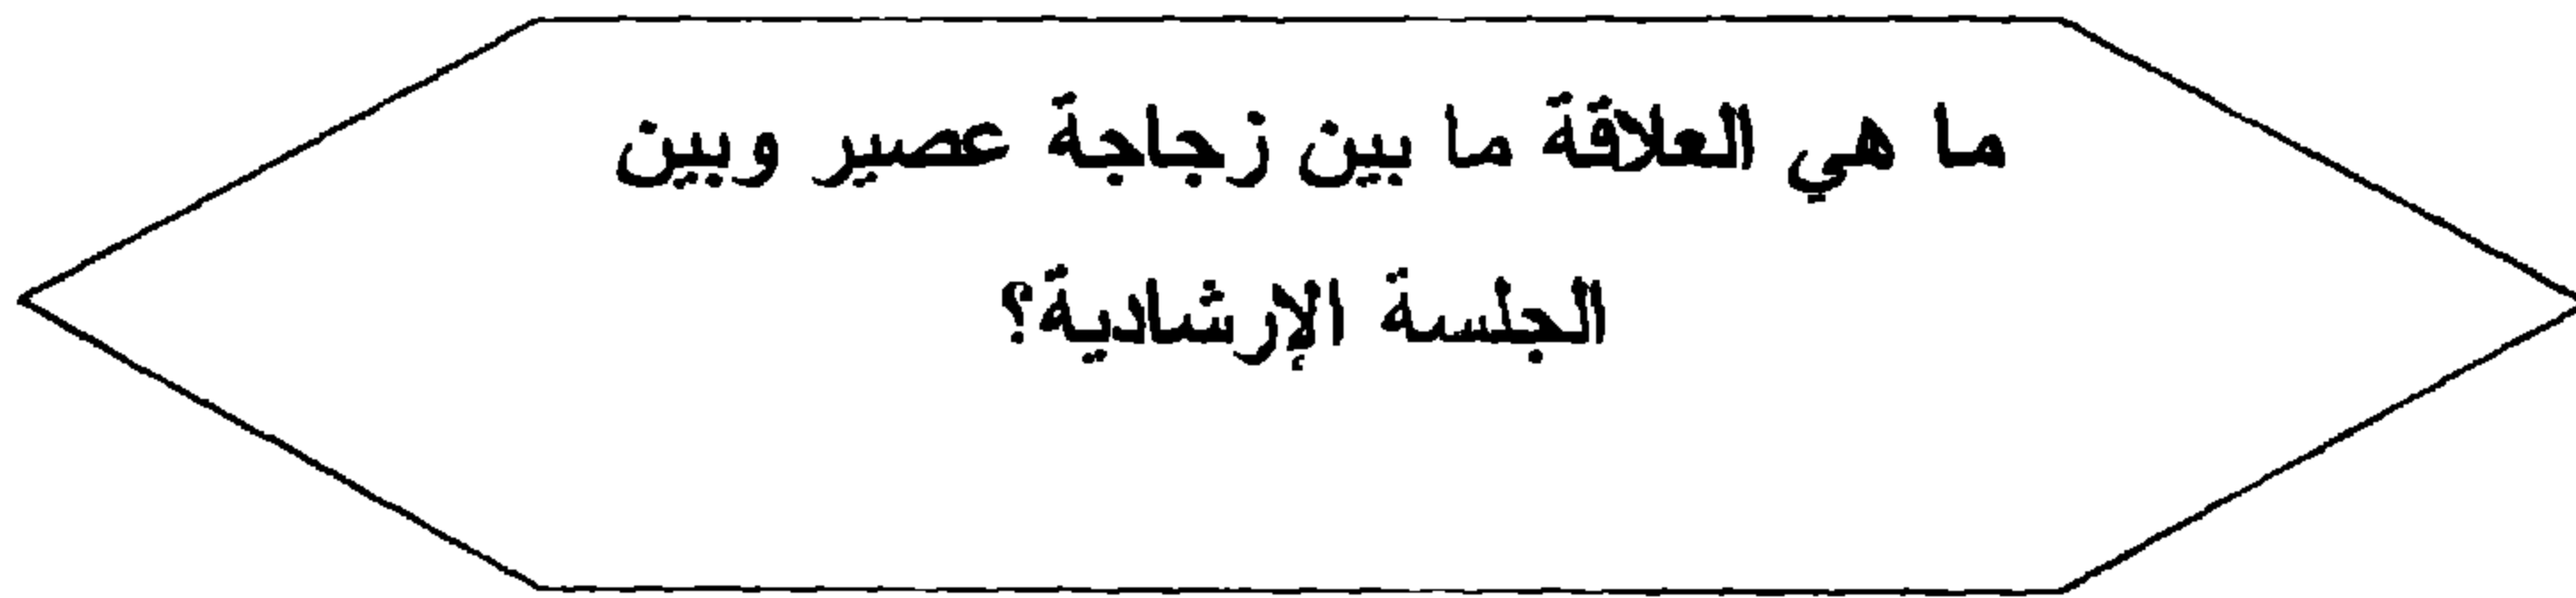 ما هي العلاقة ما بين زجاجة عصير وبين
الجلسة الإرشادية؟